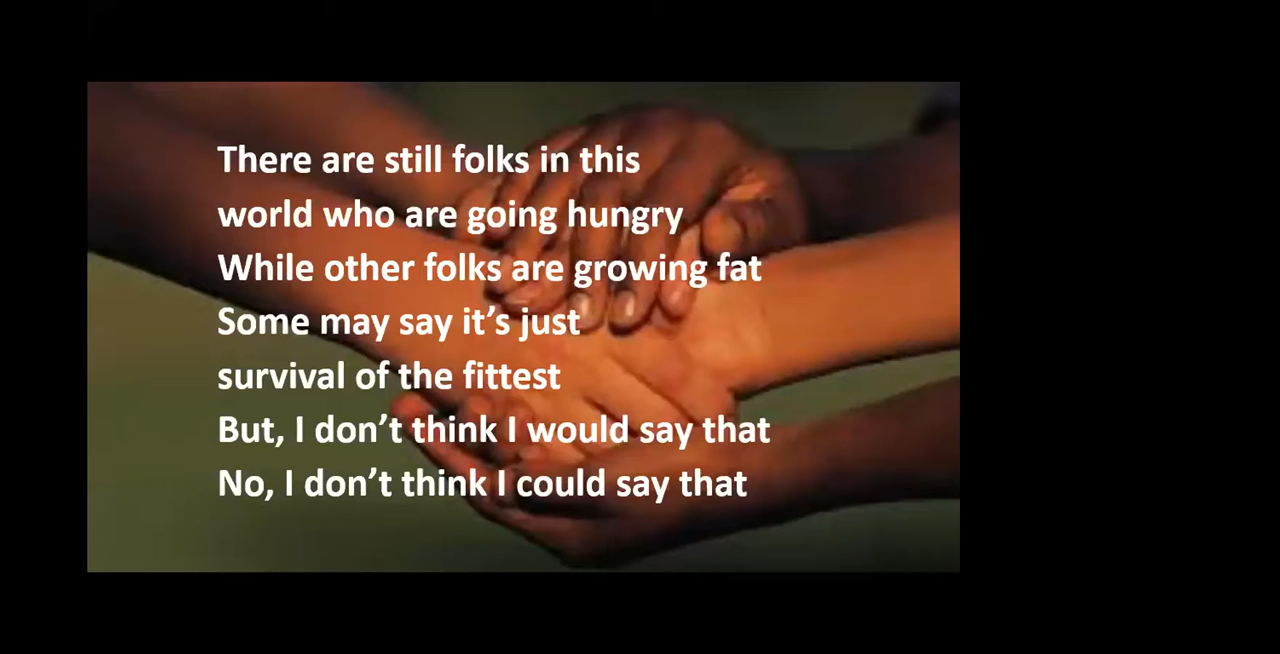 There are still folks in this
world who are going hungry
While other folks are growing fat
Some may say it’s just
survival of the fittest
But, I don’t think I would say that
No, I don’t think I could say that